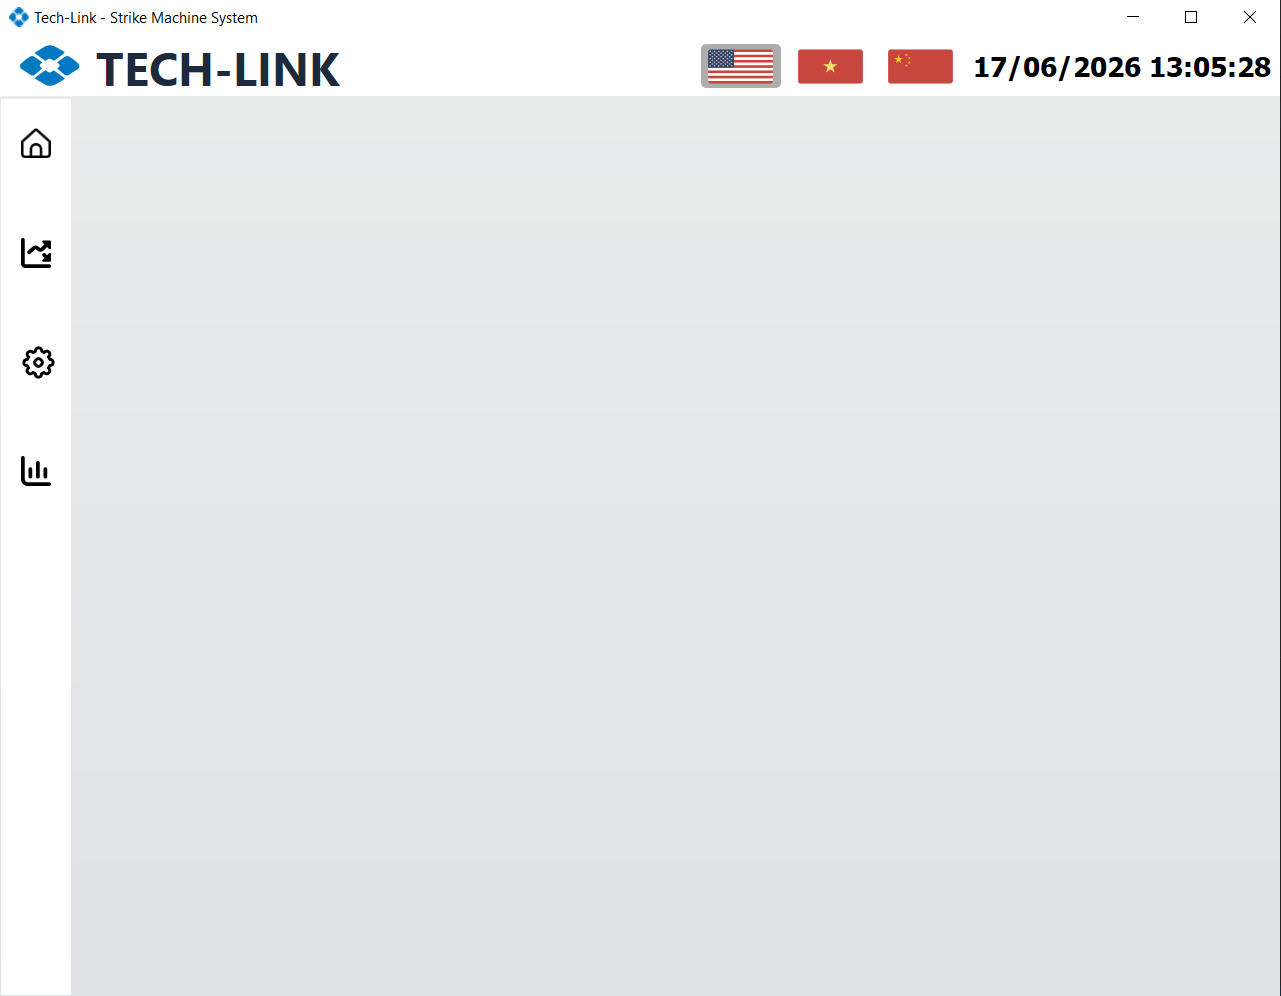 Tech-Link - Strike Machine System
TECH-LINK
17/06/2026 13:05:28